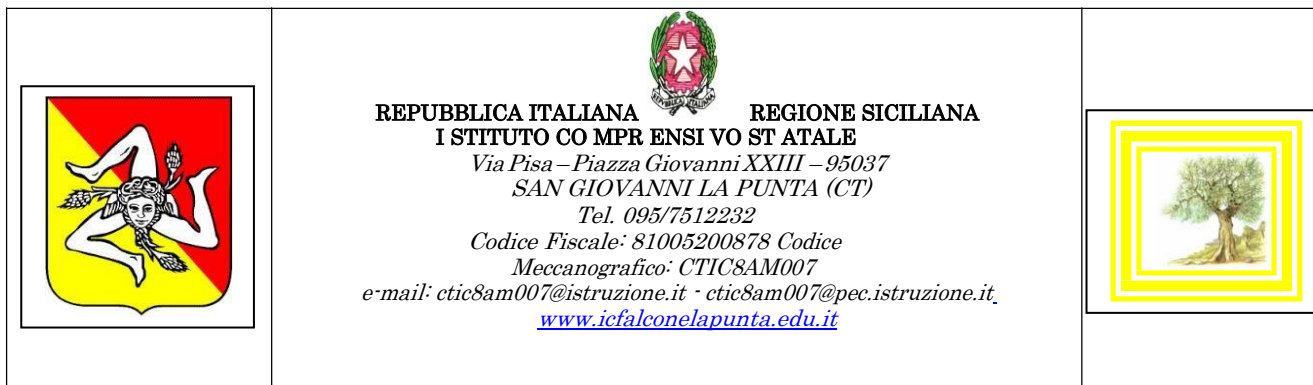 REPUBBLICA ITALIANA REGIONE SICILIANA
I STITUTO CO MPR ENSI VO ST ATALE
Via Pisa – Piazza Giovanni XXIII – 95037
SAN GIOVANNI LA PUNTA (CT)
Tel. 095/7512232
Codice Fiscale: 81005200878 Codice
Meccanografico: CTIC8AM007
e-mail: ctic8am007@istruzione.it - ctic8am007@pec.istruzione.it
www.icfalconelapunta.edu.it